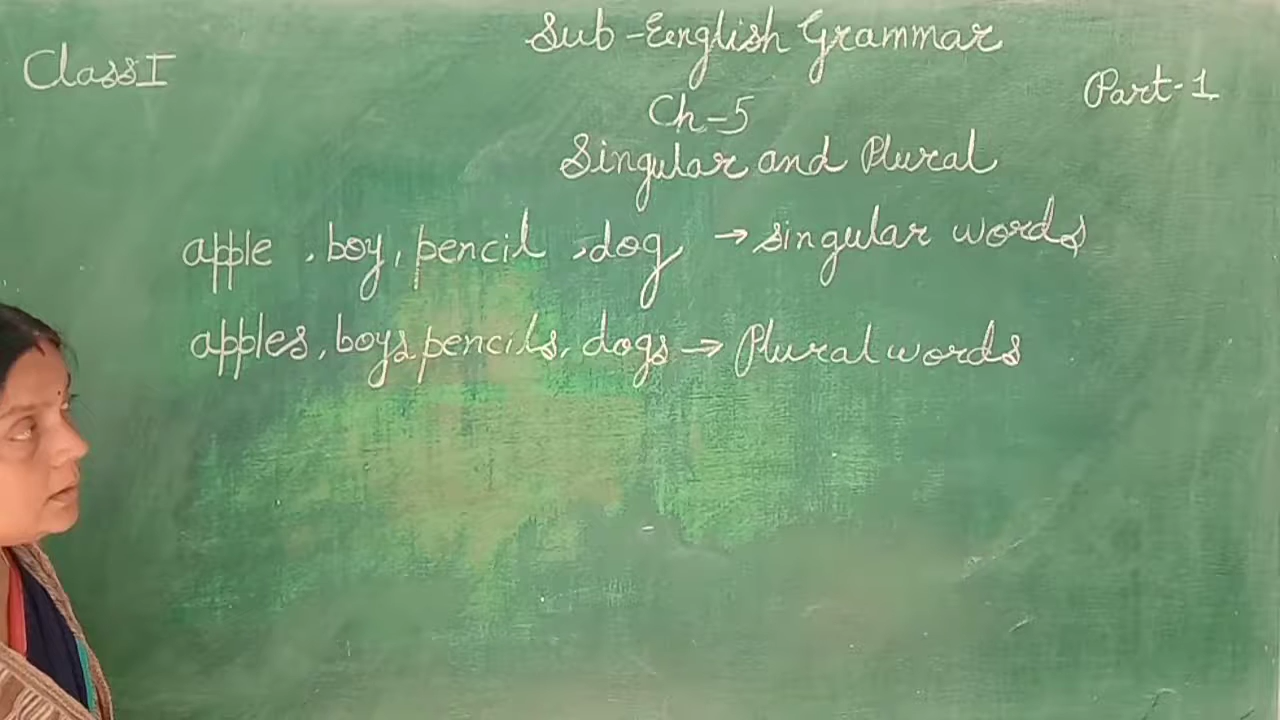 Sub-English Grammar
Class I
Part-1
Ch-5
Singular and Plural
apple, boy, pencil, dog, → singular words
apples, boys, pencils, dogs → Plural words